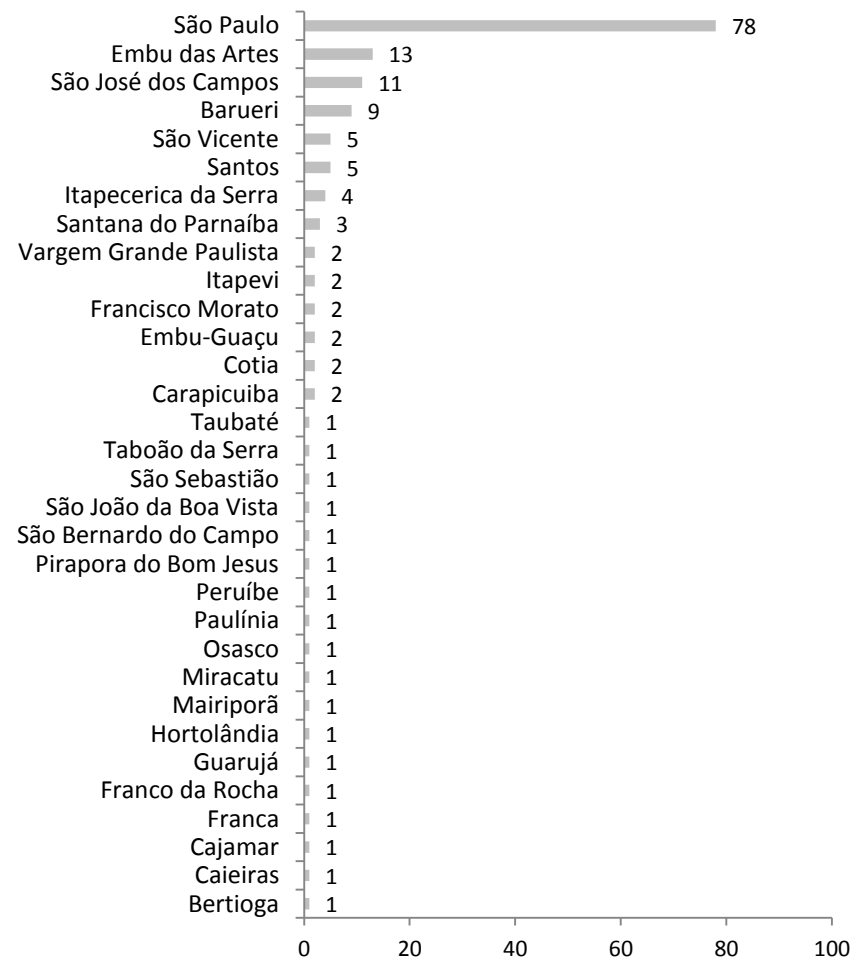 São Paulo 78
Embu das Artes 13
São José dos Campos 11
Barueri 9
São Vicente 5
Santos 5
Itapecerica da Serra 4
Santana do Parnaíba 3
Vargem Grande Paulista 2
Itapevi 2
Francisco Morato 2
Embu-Guaçu 2
Cotia 2
Carapicuiba 2
Taubaté 1
Taboão da Serra 1
São Sebastião 1
São João da Boa Vista 1
São Bernardo do Campo 1
Pirapora do Bom Jesus 1
Peruíbe 1
Paulínia 1
Osasco 1
Miracatu 1
Mairiporã 1
Hortolândia 1
Guarujá 1
Franco da Rocha 1
Franca 1
Cajamar 1
Caieiras 1
Bertioga 1
0 20 40 60 80 100